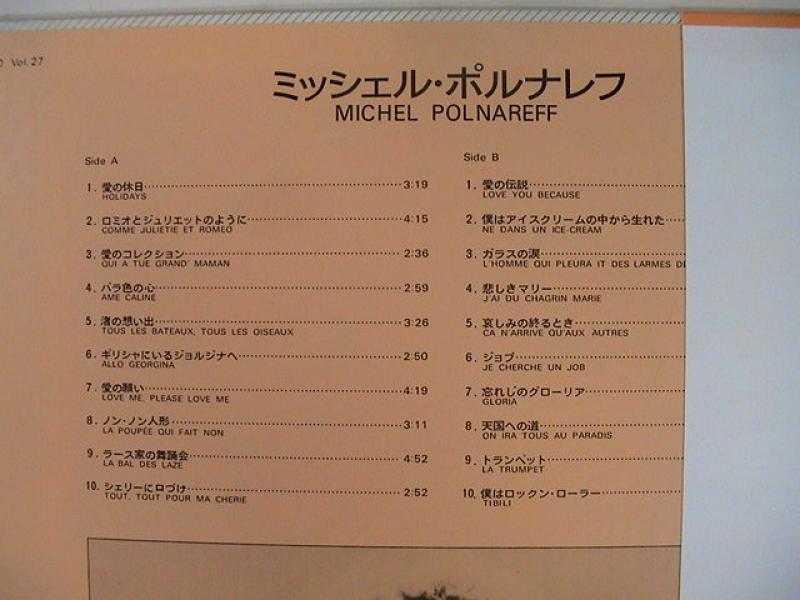 Vol. 27
ミッシェル・ポルナレフ
MICHEL POLNAREFF
Side A
1. 愛の休日 3:19
HOLIDAYS
2. ロミオとジュリエットのように 4:15
COMME JULIETIE ET ROMEO
3. 愛のコレクション 2:36
QUI A TUE GRAND' MAMAN
4. バラ色の心 2:59
AME CALINE
5. 渚の想い出 3:26
TOUS LES BATEAUX, TOUS LES OISEAUX
6. ギリシャにいるジョルジナへ 2:50
ALLO GEORGINA
7. 愛の願い 4:19
LOVE ME, PLEASE LOVE ME
8. ノン・ノン人形 3:11
LA POUPÉE QUI FAIT NON
9. ラース家の舞踊会 4:52
LA BAL DES LAZE
10. シェリーに口づけ 2:52
TOUT, TOUT POUR MA CHERIE
Side B
1. 愛の伝説
LOVE YOU BECAUSE
2. 僕はアイスクリームの中から生れた
NE DANS UN ICE-CREAM
3. ガラスの涙
L'HOMME QUI PLEURA IT DES LARMES
4. 悲しきマリー
J'AI DU CHAGRIN MARIE
5. 哀しみの終るとき
CA N'ARRIVE QU'AUX AUTRES
6. ジョブ
JE CHERCHE UN JOB
7. 忘れじのグローリア
GLORIA
8. 天国への道
ON IRA TOUS AU PARADIS
9. トランペット
LA TRUMPET
10. 僕はロックン・ローラー
TIBILI